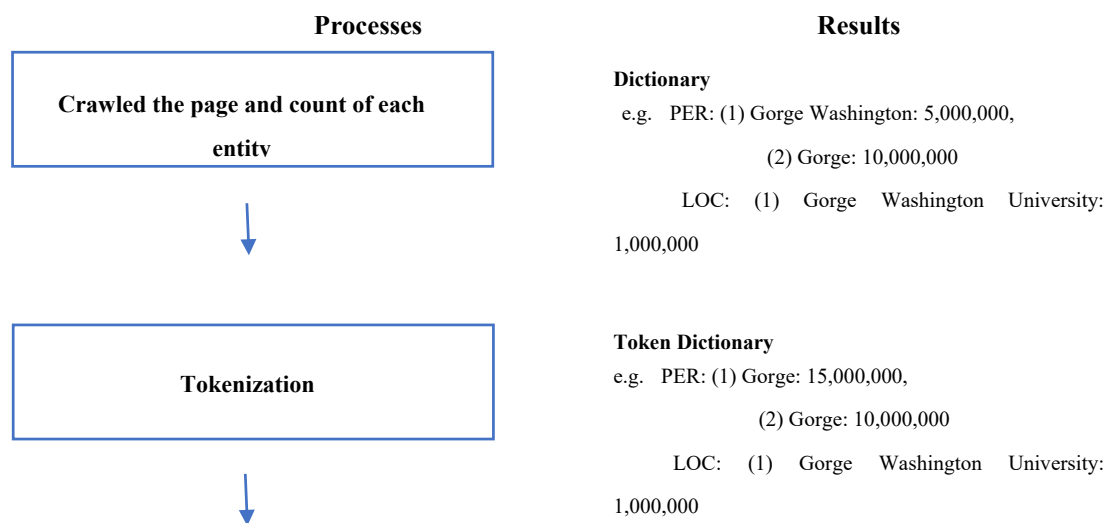 Processes
Results
Crawled the page and count of each
entity
Dictionary
e.g. PER: (1) Gorge Washington: 5,000,000,
(2) Gorge: 10,000,000
LOC: (1) Gorge Washington University:
1,000,000
Tokenization
Token Dictionary
e.g. PER: (1) Gorge: 15,000,000,
(2) Gorge: 10,000,000
LOC: (1) Gorge Washington University:
1,000,000